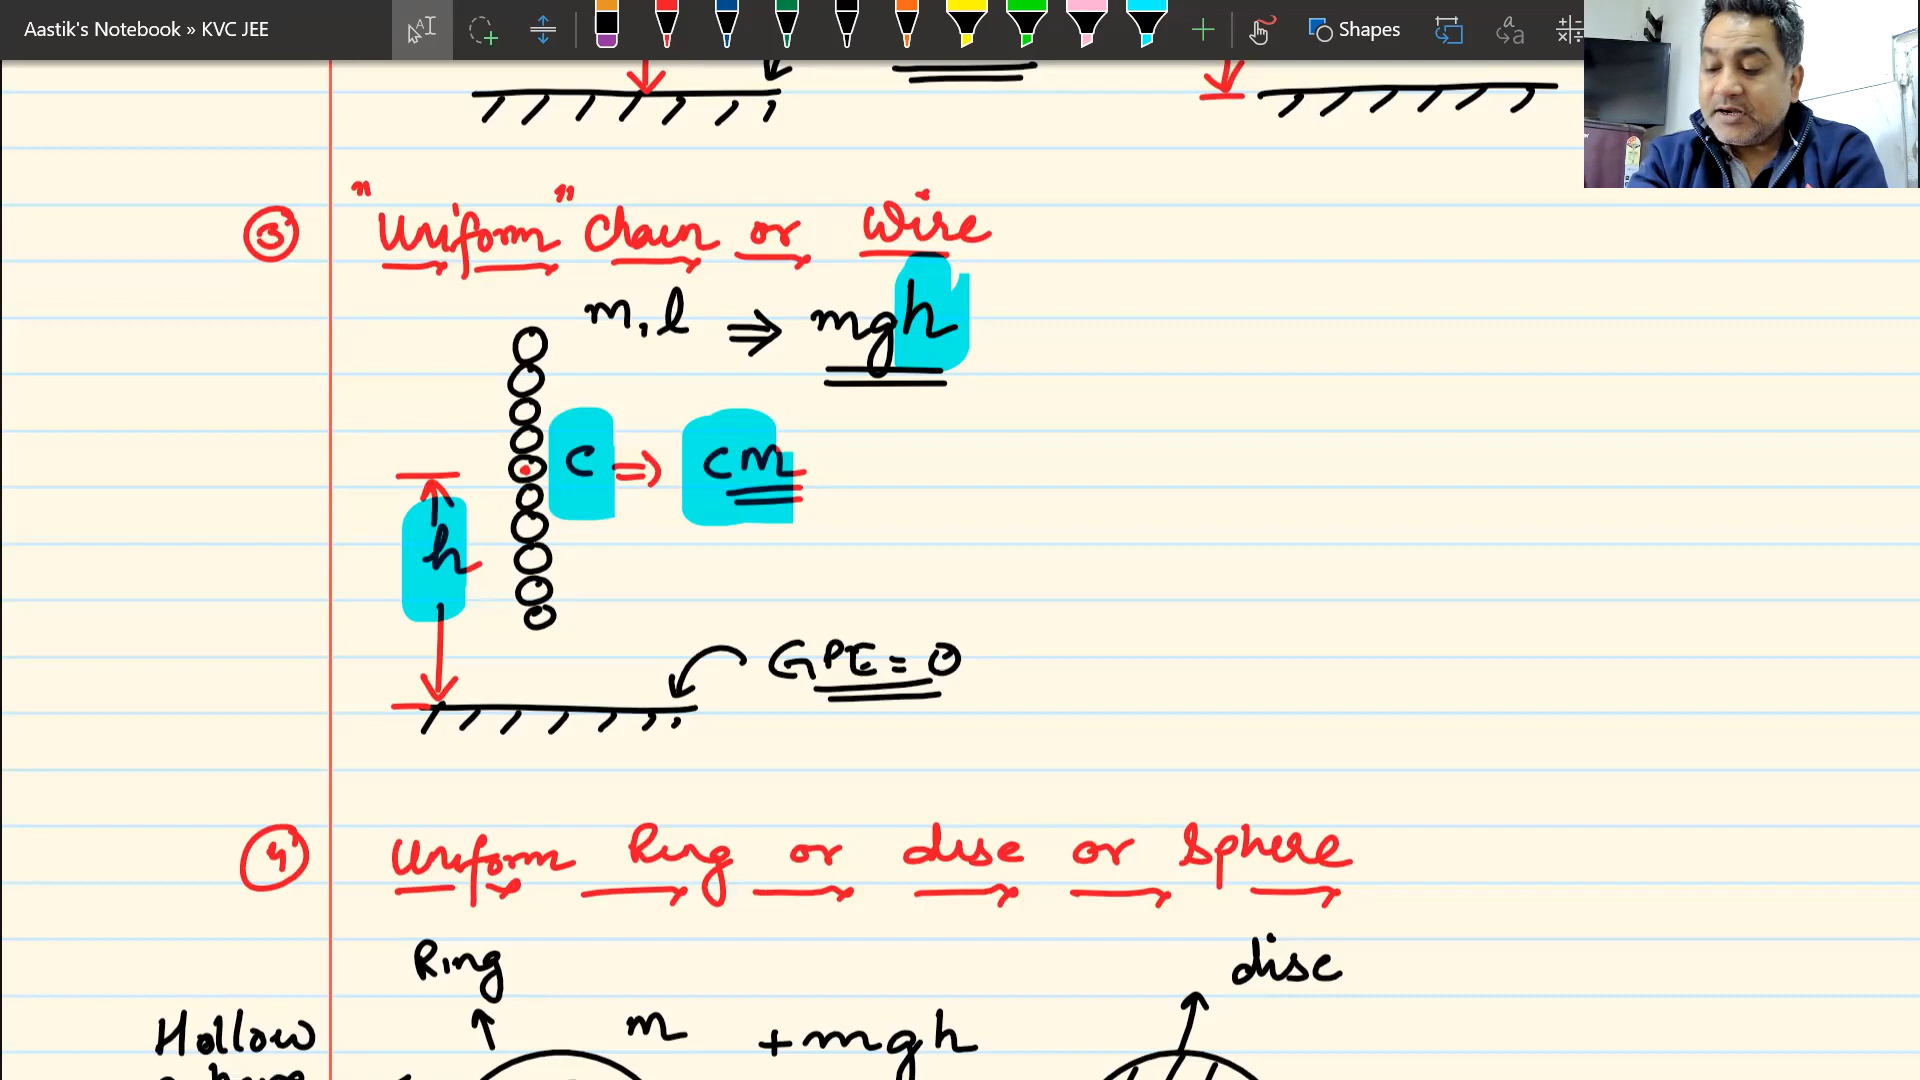 Aastik's Notebook » KVC JEE
Shapes
③ "Uniform" Chain or Wire
m, l ⇒ mgh
C ⇒ CM
h
GPE = 0
④ Uniform Ring or disc or Sphere
Ring
disc
Hollow
m
+mgh